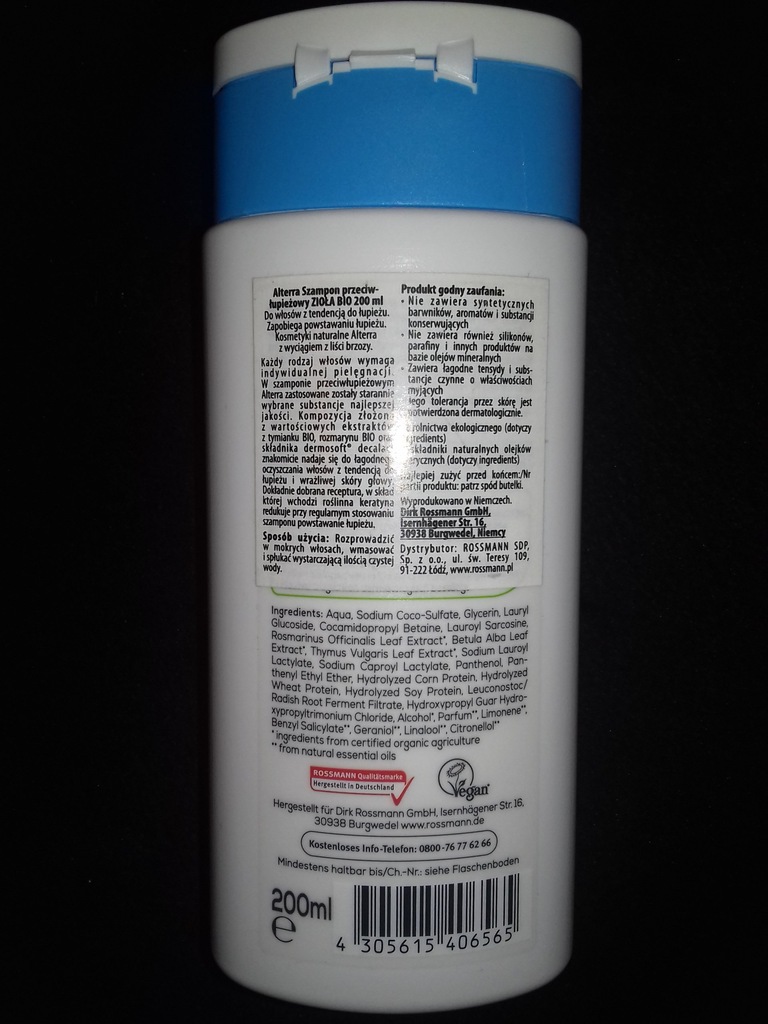 Alterra Szampon przeciw-
łupieżowy ZIOŁA BIO 200 ml
Do włosów z tendencją do łupieżu.
Zapobiega powstawaniu łupieżu.
Kosmetyki naturalne Alterra
z wyciągiem z liści brzozy.
Każdy rodzaj włosów wymaga
indywidualnej pielęgnacji.
W szamponie przeciwłupieżowym
Alterra zastosowane zostały starannie
wybrane substancje najlepszej
jakości. Kompozycja złożona
z wartościowych ekstraktów
z tymianku BIO, rozmarynu BIO oraz
składnika dermosoft® decalact
znakomicie nadaje się do łagodnego
oczyszczania włosów z tendencją do
łupieżu i wrażliwej skóry głowy.
Dokładnie dobrana receptura, w skład
której wchodzi roślinna keratyna
redukuje przy regularnym stosowaniu
szamponu powstawanie łupieżu.
Sposób użycia: Rozprowadzić
w mokrych włosach, wmasować
i spłukać wystarczającą ilością czystej
wody.
Produkt godny zaufania:
• Nie zawiera syntetycznych
barwników, aromatów i substancji
konserwujących
• Nie zawiera również silikonów,
parafiny i innych produktów na
bazie olejów mineralnych
• Zawiera łagodne tensydy i subs-
tancje czynne o właściwościach
myjących
Jego tolerancja przez skórę jest
potwierdzona dermatologicznie.
rolnictwa ekologicznego (dotyczy
ingredients)
składniki naturalnych olejków
eterycznych (dotyczy ingredients)
Najlepiej zużyć przed końcem:/Nr
partii produktu: patrz spód butelki.
Wyprodukowano w Niemczech.
Dirk Rossmann GmbH,
Isernhägener Str. 16,
30938 Burgwedel, Niemcy
Dystrybutor: ROSSMANN SDP,
Sp. z o.o., ul. św. Teresy 109,
91-222 Łódź, www.rossmann.pl
Ingredients: Aqua, Sodium Coco-Sulfate, Glycerin, Lauryl
Glucoside, Cocamidopropyl Betaine, Lauroyl Sarcosine,
Rosmarinus Officinalis Leaf Extract*, Betula Alba Leaf
Extract*, Thymus Vulgaris Leaf Extract*, Sodium Lauroyl
Lactylate, Sodium Caproyl Lactylate, Panthenol, Pan-
thenyl Ethyl Ether, Hydrolyzed Corn Protein, Hydrolyzed
Wheat Protein, Hydrolyzed Soy Protein, Leuconostoc/
Radish Root Ferment Filtrate, Hydroxypropyl Guar Hydro-
xypropyltrimonium Chloride, Alcohol*, Parfum**, Limonene**,
Benzyl Salicylate**, Geraniol**, Linalool**, Citronellol**
* ingredients from certified organic agriculture
** from natural essential oils
ROSSMANN Qualitätsmarke
Hergestellt in Deutschland
Vegan
Hergestellt für Dirk Rossmann GmbH, Isernhägener Str. 16,
30938 Burgwedel www.rossmann.de
Kostenloses Info-Telefon: 0800-76 77 62 66
Mindestens haltbar bis/Ch.-Nr.: siehe Flaschenboden
200ml
e
4 305615 406565